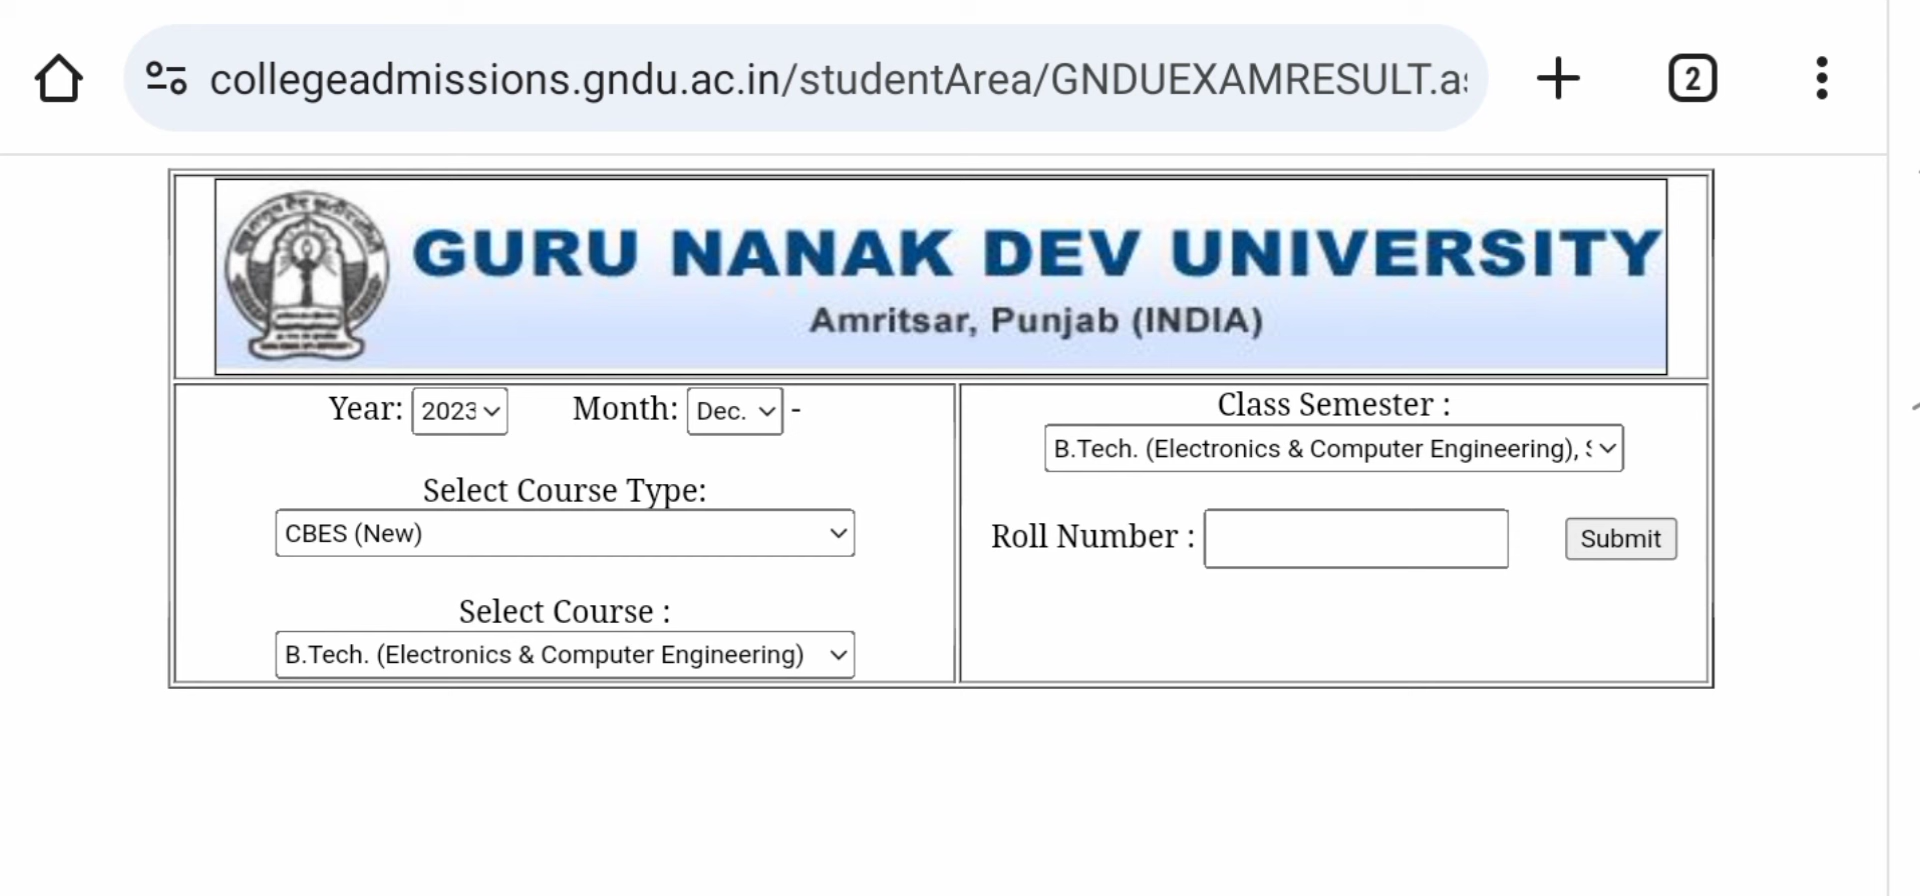 collegeadmissions.gndu.ac.in/studentArea/GNDUEXAMRESULT.as
2
GURU NANAK DEV UNIVERSITY
Amritsar, Punjab (INDIA)
Year: 2023 Month: Dec. -
Select Course Type:
CBES (New)
Select Course :
B.Tech. (Electronics & Computer Engineering)
Class Semester :
B.Tech. (Electronics & Computer Engineering), S
Roll Number : Submit